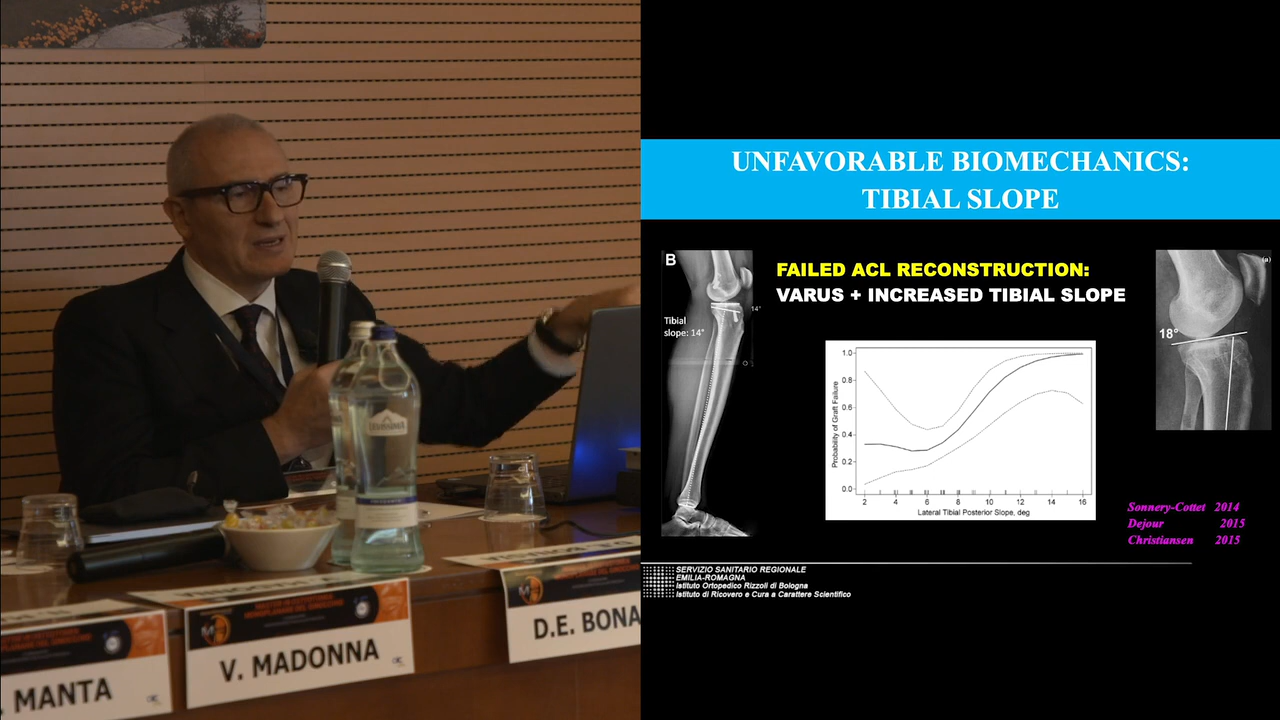 UNFAVORABLE BIOMECHANICS:
TIBIAL SLOPE
B
Tibial
slope: 14°
14°
FAILED ACL RECONSTRUCTION:
VARUS + INCREASED TIBIAL SLOPE
(a)
18°
Probability of Graft Failure
1.0
0.8
0.6
0.4
0.2
0.0
2 4 6 8 10 12 14 16
Lateral Tibial Posterior Slope, deg
Sonnery-Cottet 2014
Dejour 2015
Christiansen 2015
SERVIZIO SANITARIO REGIONALE
EMILIA-ROMAGNA
Istituto Ortopedico Rizzoli di Bologna
Istituto di Ricovero e Cura a Carattere Scientifico
MANTA
V. MADONNA
D.E. BONA